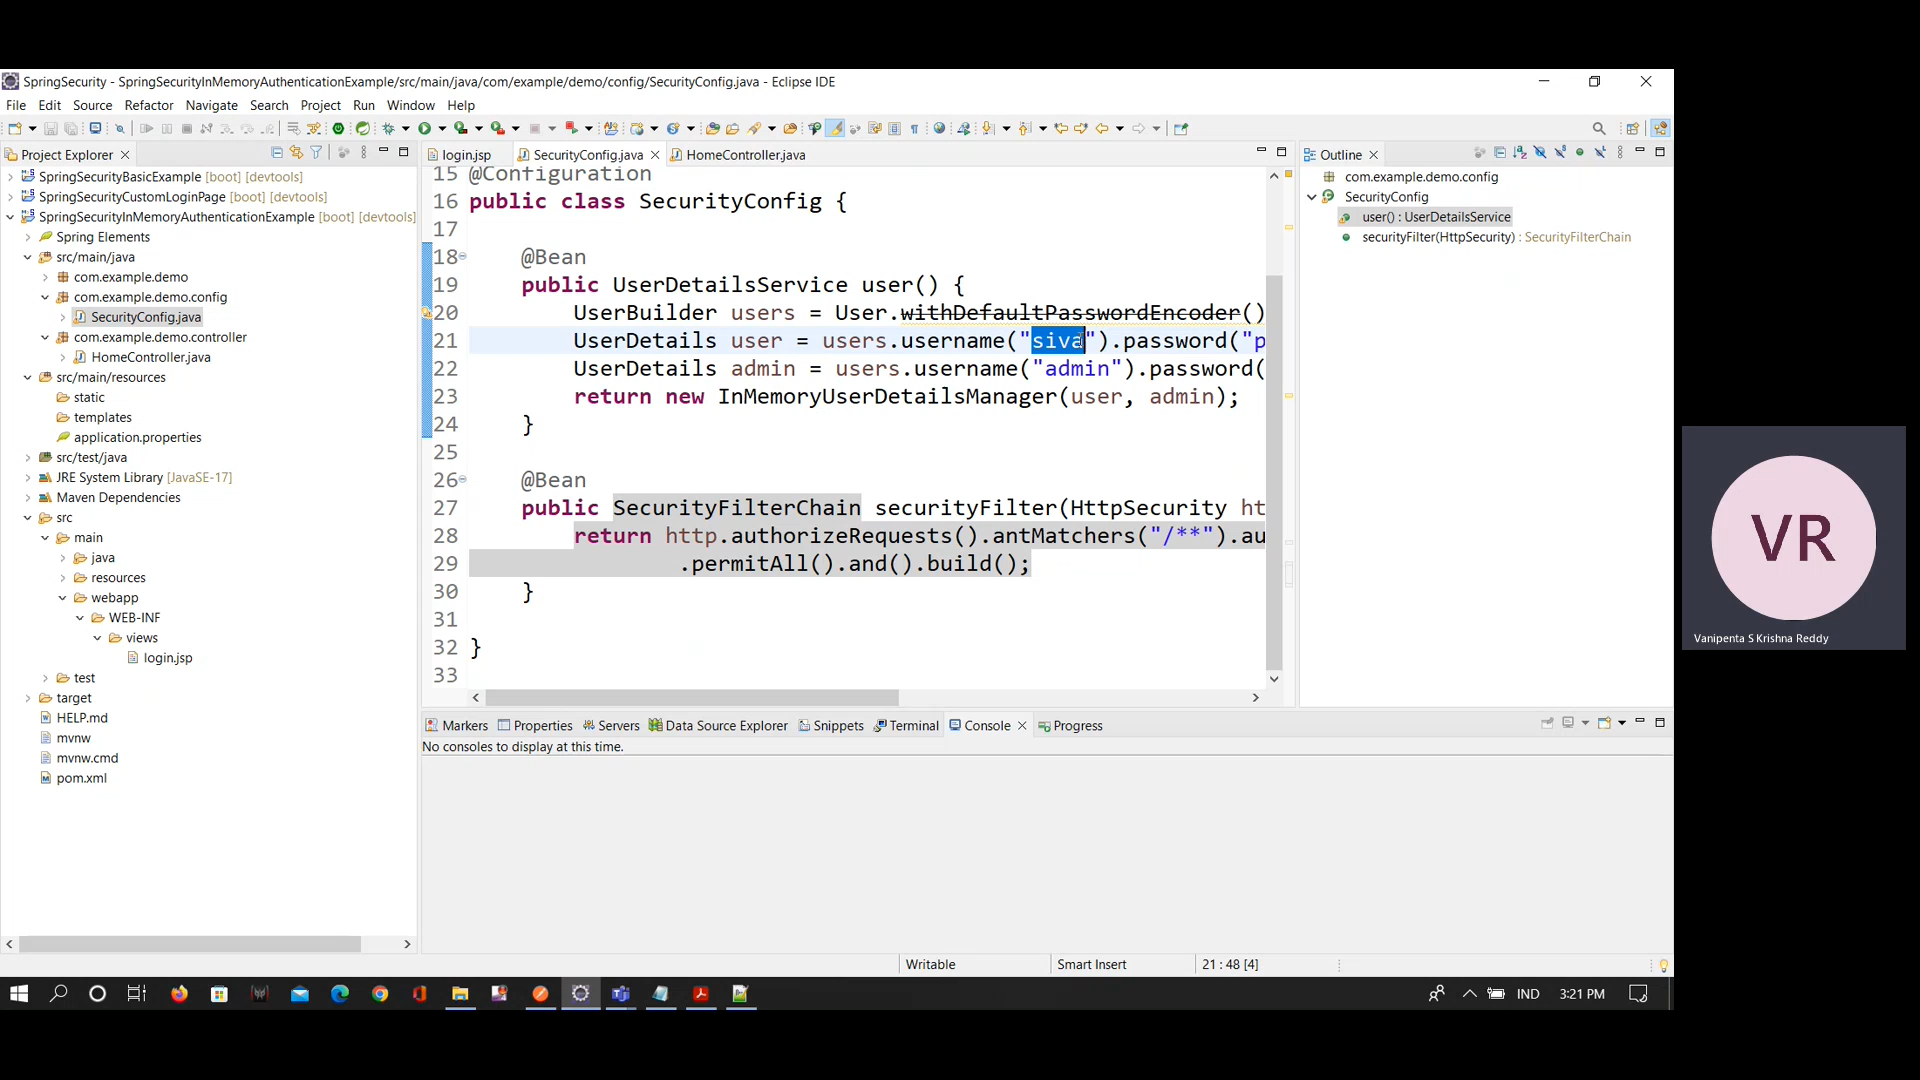 SpringSecurity - SpringSecurityInMemoryAuthenticationExample/src/main/java/com/example/demo/config/SecurityConfig.java - Eclipse IDE
File Edit Source Refactor Navigate Search Project Run Window Help
Project Explorer
SpringSecurityBasicExample [boot] [devtools]
SpringSecurityCustomLoginPage [boot] [devtools]
SpringSecurityInMemoryAuthenticationExample [boot] [devtools]
Spring Elements
src/main/java
com.example.demo
com.example.demo.config
SecurityConfig.java
com.example.demo.controller
HomeController.java
src/main/resources
static
templates
application.properties
src/test/java
JRE System Library [JavaSE-17]
Maven Dependencies
src
main
java
resources
webapp
WEB-INF
views
login.jsp
test
target
HELP.md
mvnw
mvnw.cmd
pom.xml
login.jsp SecurityConfig.java HomeController.java
15 @Configuration
16 public class SecurityConfig {
17
18 @Bean
19 public UserDetailsService user() {
20 UserBuilder users = User.withDefaultPasswordEncoder()
21 UserDetails user = users.username("siva").password("p
22 UserDetails admin = users.username("admin").password(
23 return new InMemoryUserDetailsManager(user, admin);
24 }
25
26 @Bean
27 public SecurityFilterChain securityFilter(HttpSecurity ht
28 return http.authorizeRequests().antMatchers("/**").au
29 .permitAll().and().build();
30 }
31
32 }
33
Outline
com.example.demo.config
SecurityConfig
user() : UserDetailsService
securityFilter(HttpSecurity) : SecurityFilterChain
Markers Properties Servers Data Source Explorer Snippets Terminal Console Progress
No consoles to display at this time.
Writable Smart Insert 21 : 48 [4]
IND 3:21 PM
VR
Vanipenta S Krishna Reddy